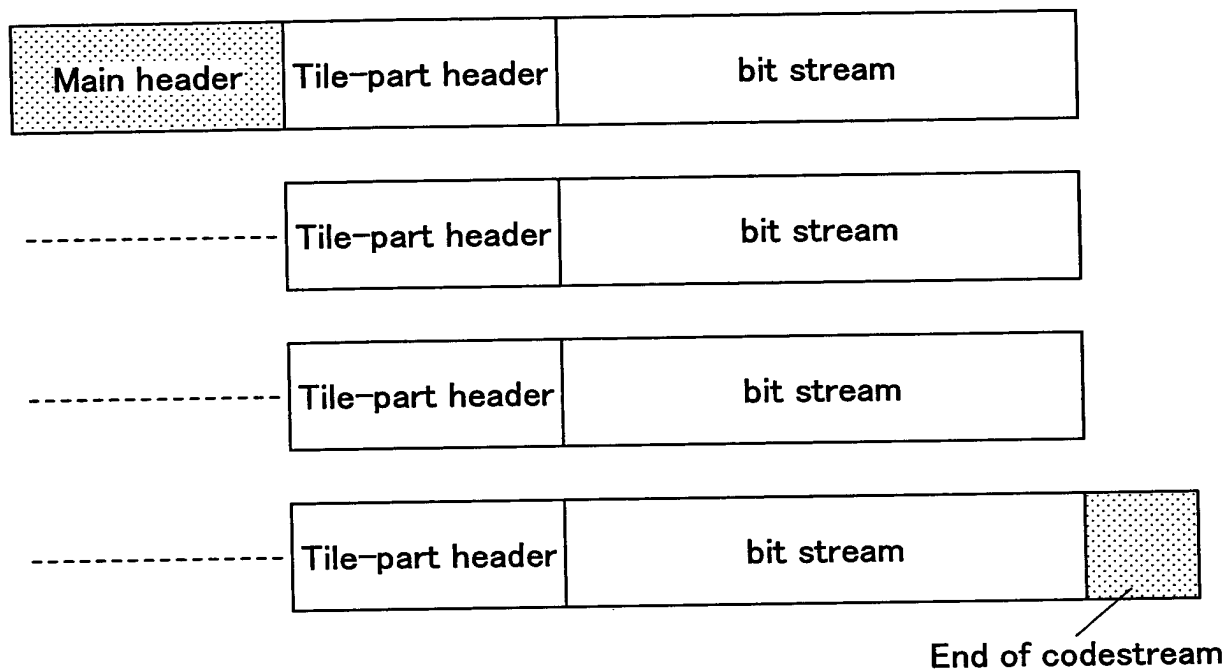 Main header Tile-part header bit stream
Tile-part header bit stream
Tile-part header bit stream
Tile-part header bit stream
End of codestream